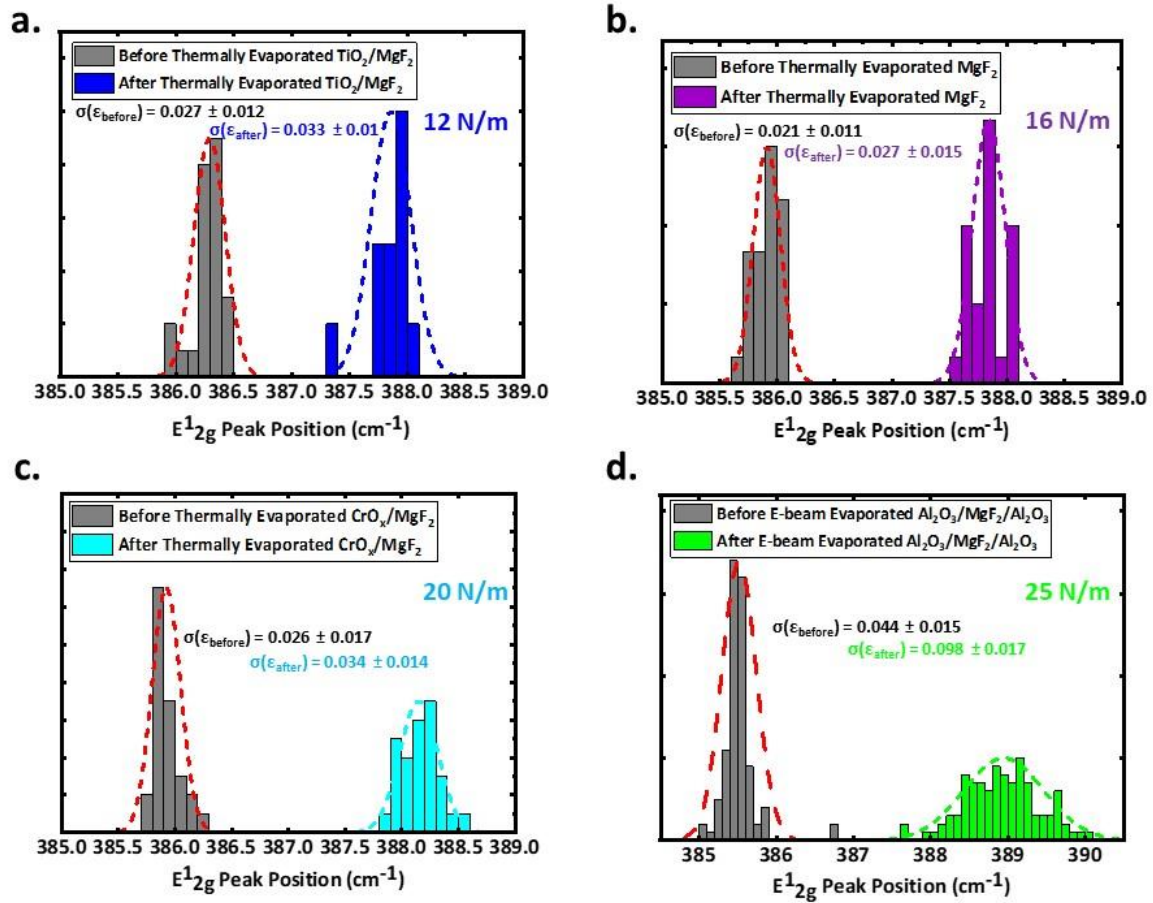 a.
Before Thermally Evaporated TiO₂/MgF₂
After Thermally Evaporated TiO₂/MgF₂
σ(εbefore) = 0.027 ± 0.012
σ(εafter) = 0.033 ± 0.01
12 N/m
385.0 385.5 386.0 386.5 387.0 387.5 388.0 388.5 389.0
E¹2g Peak Position (cm⁻¹)
b.
Before Thermally Evaporated MgF₂
After Thermally Evaporated MgF₂
16 N/m
σ(εbefore) = 0.021 ± 0.011
σ(εafter) = 0.027 ± 0.015
385.0 385.5 386.0 386.5 387.0 387.5 388.0 388.5 389.0
E¹2g Peak Position (cm⁻¹)
c.
Before Thermally Evaporated CrOₓ/MgF₂
After Thermally Evaporated CrOₓ/MgF₂
20 N/m
σ(εbefore) = 0.026 ± 0.017
σ(εafter) = 0.034 ± 0.014
385.0 385.5 386.0 386.5 387.0 387.5 388.0 388.5 389.0
E¹2g Peak Position (cm⁻¹)
d.
Before E-beam Evaporated Al₂O₃/MgF₂/Al₂O₃
After E-beam Evaporated Al₂O₃/MgF₂/Al₂O₃
25 N/m
σ(εbefore) = 0.044 ± 0.015
σ(εafter) = 0.098 ± 0.017
385 386 387 388 389 390
E¹2g Peak Position (cm⁻¹)